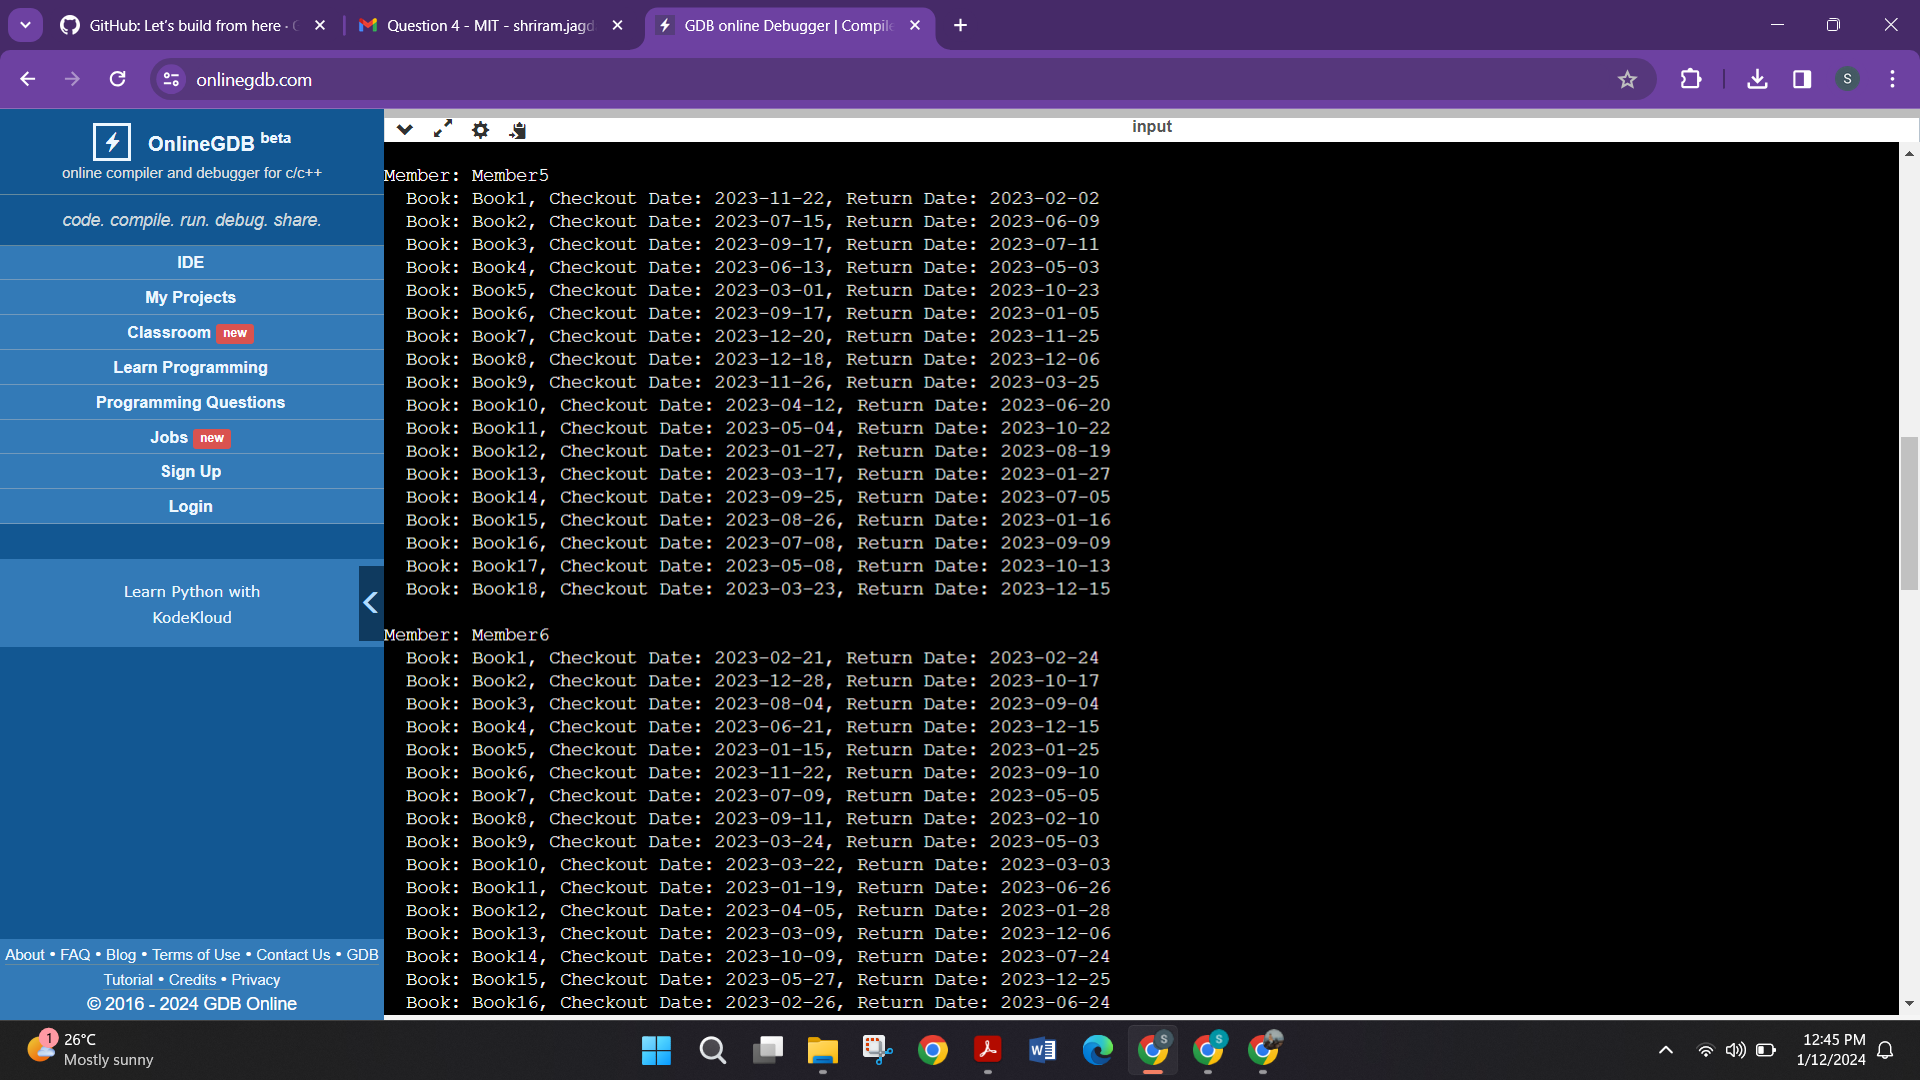 GitHub: Let's build from here ·
Question 4 - MIT - shriram.jagd
GDB online Debugger | Compile
onlinegdb.com
S
OnlineGDB beta
online compiler and debugger for c/c++
code. compile. run. debug. share.
IDE
My Projects
Classroom new
Learn Programming
Programming Questions
Jobs new
Sign Up
Login
Learn Python with
KodeKloud
About • FAQ • Blog • Terms of Use • Contact Us • GDB
Tutorial • Credits • Privacy
© 2016 - 2024 GDB Online
input
Member: Member5
Book: Book1, Checkout Date: 2023-11-22, Return Date: 2023-02-02
Book: Book2, Checkout Date: 2023-07-15, Return Date: 2023-06-09
Book: Book3, Checkout Date: 2023-09-17, Return Date: 2023-07-11
Book: Book4, Checkout Date: 2023-06-13, Return Date: 2023-05-03
Book: Book5, Checkout Date: 2023-03-01, Return Date: 2023-10-23
Book: Book6, Checkout Date: 2023-09-17, Return Date: 2023-01-05
Book: Book7, Checkout Date: 2023-12-20, Return Date: 2023-11-25
Book: Book8, Checkout Date: 2023-12-18, Return Date: 2023-12-06
Book: Book9, Checkout Date: 2023-11-26, Return Date: 2023-03-25
Book: Book10, Checkout Date: 2023-04-12, Return Date: 2023-06-20
Book: Book11, Checkout Date: 2023-05-04, Return Date: 2023-10-22
Book: Book12, Checkout Date: 2023-01-27, Return Date: 2023-08-19
Book: Book13, Checkout Date: 2023-03-17, Return Date: 2023-01-27
Book: Book14, Checkout Date: 2023-09-25, Return Date: 2023-07-05
Book: Book15, Checkout Date: 2023-08-26, Return Date: 2023-01-16
Book: Book16, Checkout Date: 2023-07-08, Return Date: 2023-09-09
Book: Book17, Checkout Date: 2023-05-08, Return Date: 2023-10-13
Book: Book18, Checkout Date: 2023-03-23, Return Date: 2023-12-15
Member: Member6
Book: Book1, Checkout Date: 2023-02-21, Return Date: 2023-02-24
Book: Book2, Checkout Date: 2023-12-28, Return Date: 2023-10-17
Book: Book3, Checkout Date: 2023-08-04, Return Date: 2023-09-04
Book: Book4, Checkout Date: 2023-06-21, Return Date: 2023-12-15
Book: Book5, Checkout Date: 2023-01-15, Return Date: 2023-01-25
Book: Book6, Checkout Date: 2023-11-22, Return Date: 2023-09-10
Book: Book7, Checkout Date: 2023-07-09, Return Date: 2023-05-05
Book: Book8, Checkout Date: 2023-09-11, Return Date: 2023-02-10
Book: Book9, Checkout Date: 2023-03-24, Return Date: 2023-05-03
Book: Book10, Checkout Date: 2023-03-22, Return Date: 2023-03-03
Book: Book11, Checkout Date: 2023-01-19, Return Date: 2023-06-26
Book: Book12, Checkout Date: 2023-04-05, Return Date: 2023-01-28
Book: Book13, Checkout Date: 2023-03-09, Return Date: 2023-12-06
Book: Book14, Checkout Date: 2023-10-09, Return Date: 2023-07-24
Book: Book15, Checkout Date: 2023-05-27, Return Date: 2023-12-25
Book: Book16, Checkout Date: 2023-02-26, Return Date: 2023-06-24
1
26°C
Mostly sunny
W
S
S
12:45 PM
1/12/2024